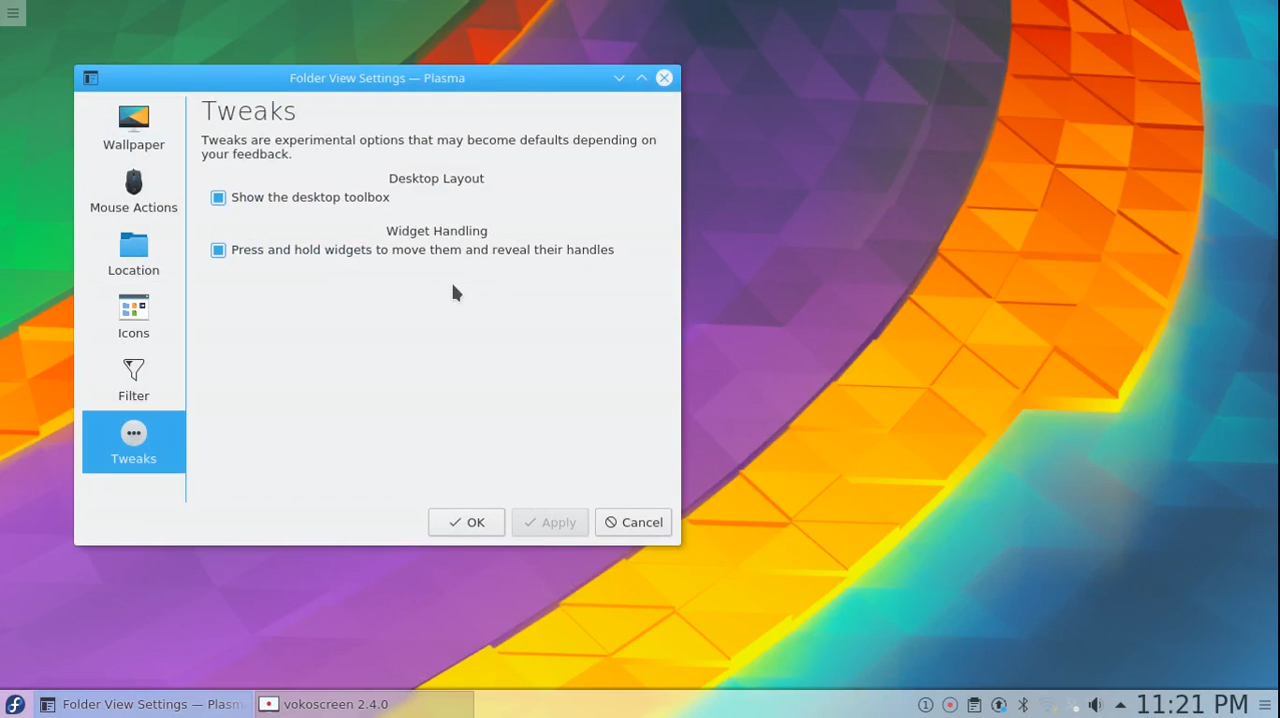 Folder View Settings — Plasma
Wallpaper
Mouse Actions
Location
Icons
Filter
Tweaks
Tweaks
Tweaks are experimental options that may become defaults depending on
your feedback.
Desktop Layout
Show the desktop toolbox
Widget Handling
Press and hold widgets to move them and reveal their handles
OK
Apply
Cancel
Folder View Settings — Plasm
vokoscreen 2.4.0
1
11:21 PM